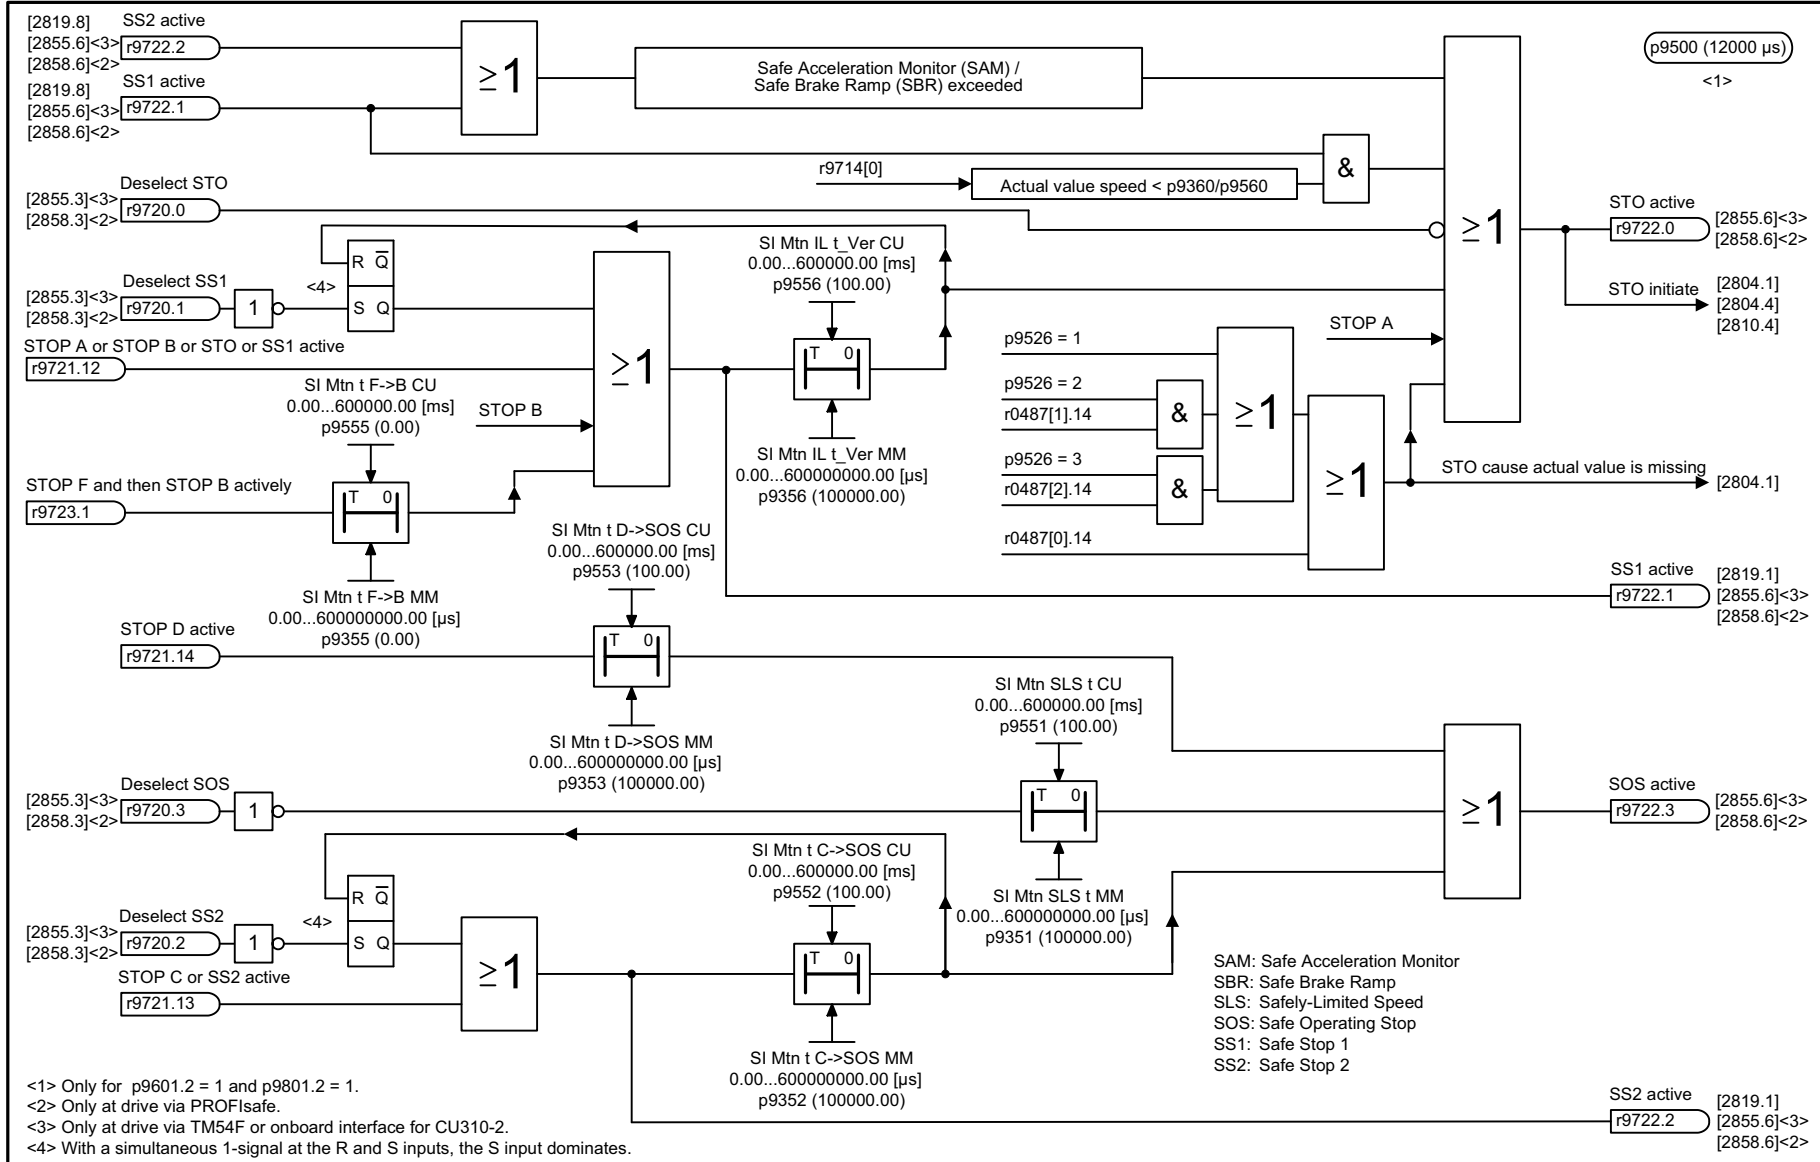 [2819.8]
SS2 active
[2855.6]<3>
r9722.2
[2858.6]<2>
SS1 active
[2819.8]
[2855.6]<3>
r9722.1
[2858.6]<2>
≥1
Safe Acceleration Monitor (SAM) /
Safe Brake Ramp (SBR) exceeded
p9500 (12000 µs)
<1>
r9714[0]
Actual value speed < p9360/p9560
&
Deselect STO
[2855.3]<3>
r9720.0
[2858.3]<2>
≥1
STO active
r9722.0
[2855.6]<3>
[2858.6]<2>
STO initiate
[2804.1]
[2804.4]
[2810.4]
R Q
S Q
<4>
Deselect SS1
[2855.3]<3>
r9720.1
[2858.3]<2>
1
STOP A or STOP B or STO or SS1 active
r9721.12
≥1
STOP B
SI Mtn IL t_Ver CU
0.00...600000.00 [ms]
p9556 (100.00)
T 0
SI Mtn IL t_Ver MM
0.00...600000000.00 [µs]
p9356 (100000.00)
SI Mtn t F->B CU
0.00...600000.00 [ms]
p9555 (0.00)
STOP F and then STOP B actively
r9723.1
T 0
SI Mtn t F->B MM
0.00...600000000.00 [µs]
p9355 (0.00)
STOP A
p9526 = 1
p9526 = 2
r0487[1].14
&
p9526 = 3
r0487[2].14
&
≥1
r0487[0].14
≥1
STO cause actual value is missing
[2804.1]
SS1 active
r9722.1
[2819.1]
[2855.6]<3>
[2858.6]<2>
SI Mtn t D->SOS CU
0.00...600000.00 [ms]
p9553 (100.00)
STOP D active
r9721.14
T 0
SI Mtn t D->SOS MM
0.00...600000000.00 [µs]
p9353 (100000.00)
SI Mtn SLS t CU
0.00...600000.00 [ms]
p9551 (100.00)
Deselect SOS
[2855.3]<3>
r9720.3
[2858.3]<2>
1
T 0
SI Mtn SLS t MM
0.00...600000000.00 [µs]
p9351 (100000.00)
≥1
SOS active
r9722.3
[2855.6]<3>
[2858.6]<2>
R Q
S Q
<4>
Deselect SS2
[2855.3]<3>
r9720.2
[2858.3]<2>
1
STOP C or SS2 active
r9721.13
≥1
SI Mtn t C->SOS CU
0.00...600000.00 [ms]
p9552 (100.00)
T 0
SI Mtn t C->SOS MM
0.00...600000000.00 [µs]
p9352 (100000.00)
SAM: Safe Acceleration Monitor
SBR: Safe Brake Ramp
SLS: Safely-Limited Speed
SOS: Safe Operating Stop
SS1: Safe Stop 1
SS2: Safe Stop 2
SS2 active
r9722.2
[2819.1]
[2855.6]<3>
[2858.6]<2>
<1> Only for p9601.2 = 1 and p9801.2 = 1.
<2> Only at drive via PROFIsafe.
<3> Only at drive via TM54F or onboard interface for CU310-2.
<4> With a simultaneous 1-signal at the R and S inputs, the S input dominates.